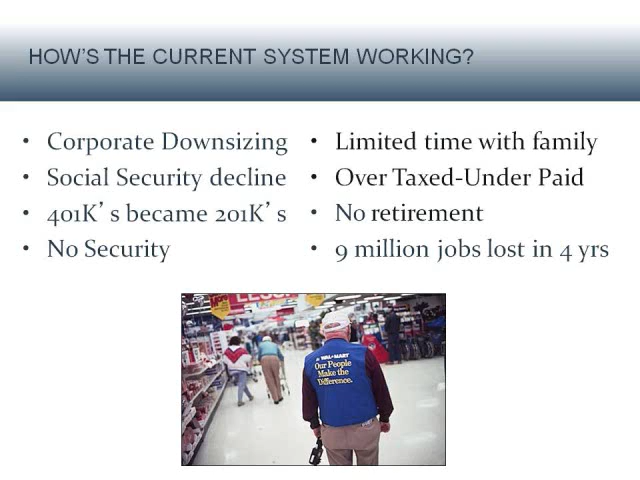 HOW'S THE CURRENT SYSTEM WORKING?
• Corporate Downsizing
• Social Security decline
• 401K’ s became 201K’ s
• No Security
• Limited time with family
• Over Taxed-Under Paid
• No retirement
• 9 million jobs lost in 4 yrs
WAL★MART
Our People
Make the
Difference.